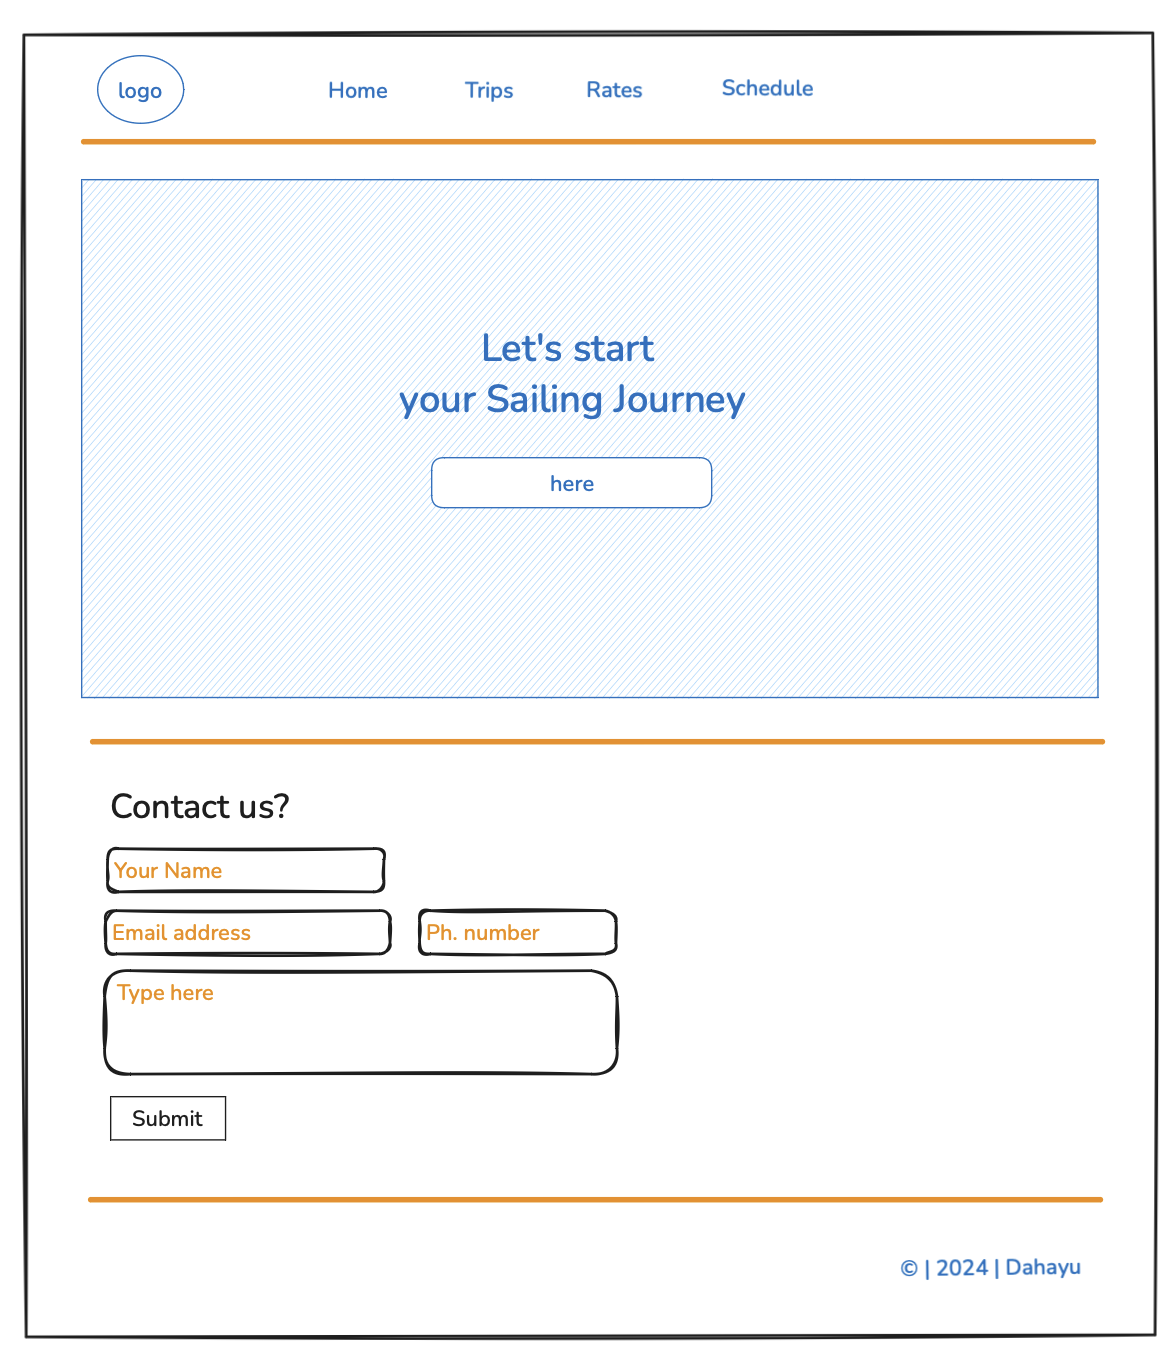 logo
Home Trips Rates Schedule
Let's start
your Sailing Journey
here
Contact us?
Your Name
Email address Ph. number
Type here
Submit
© | 2024 | Dahayu